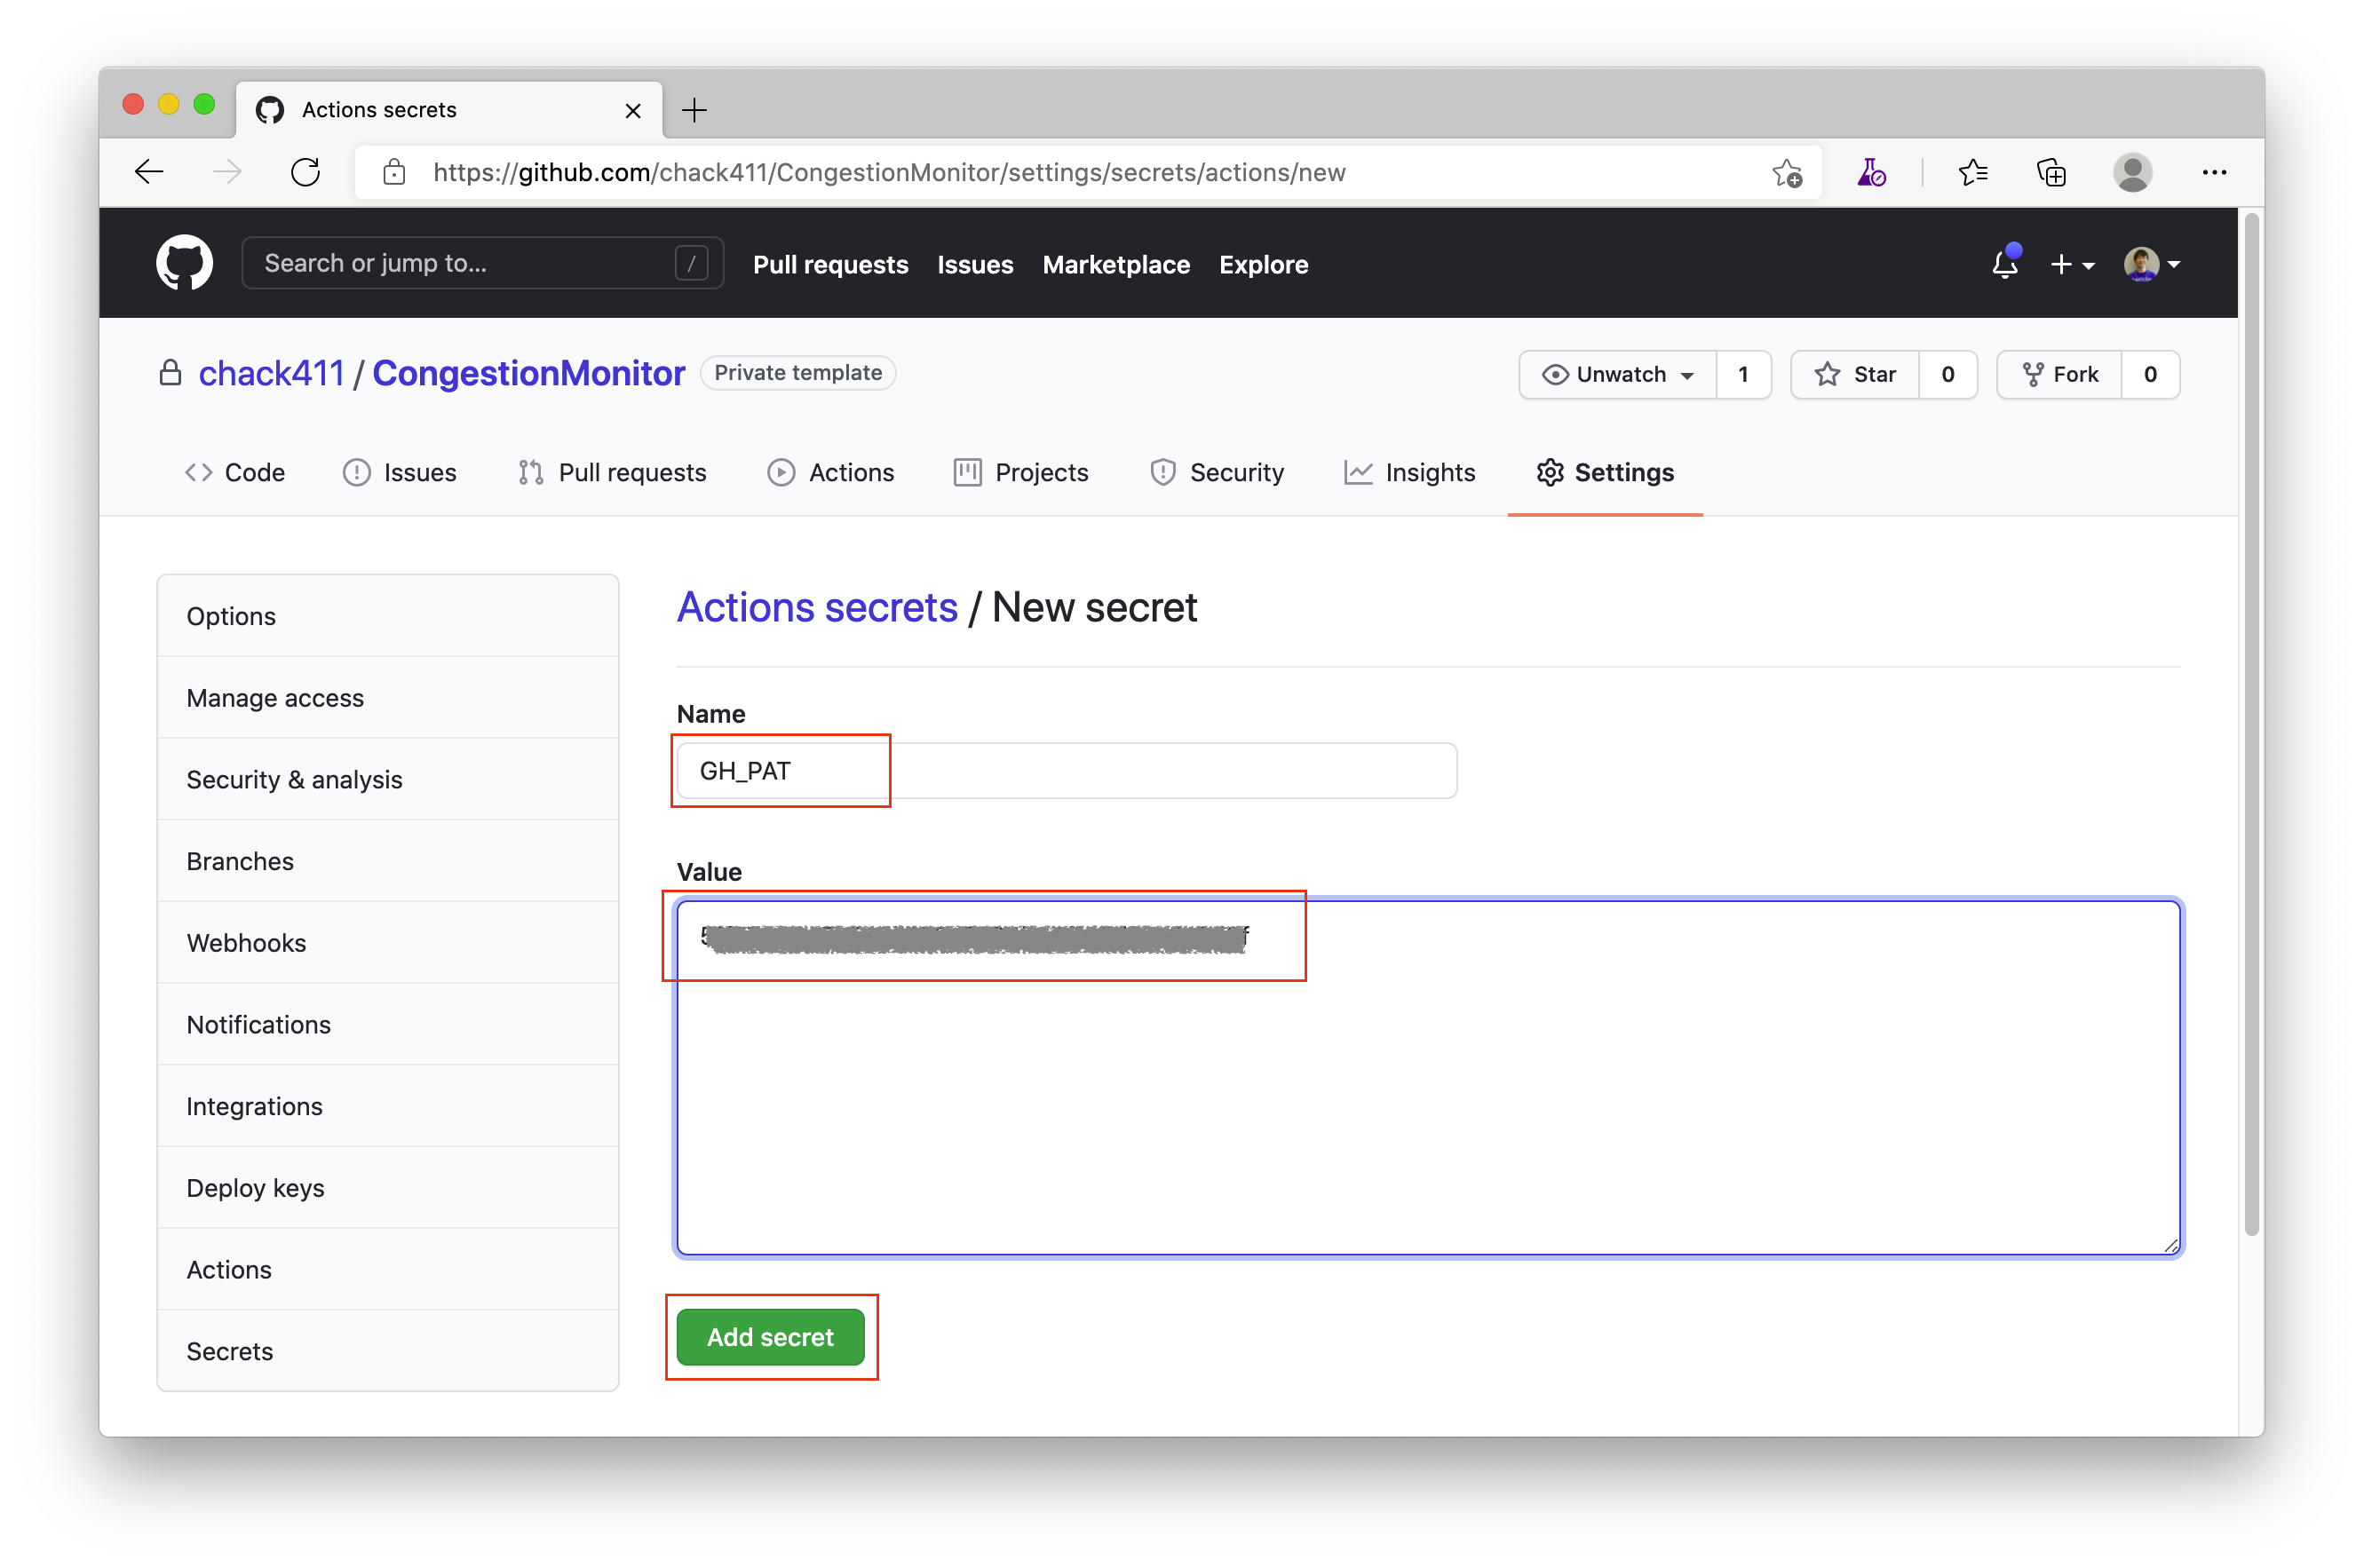 Actions secrets
https://github.com/chack411/CongestionMonitor/settings/secrets/actions/new
Search or jump to... /
Pull requests Issues Marketplace Explore
chack411 / CongestionMonitor Private template
Unwatch 1 Star 0 Fork 0
Code Issues Pull requests Actions Projects Security Insights Settings
Options
Manage access
Security & analysis
Branches
Webhooks
Notifications
Integrations
Deploy keys
Actions
Secrets
Actions secrets / New secret
Name
GH_PAT
Value
Add secret